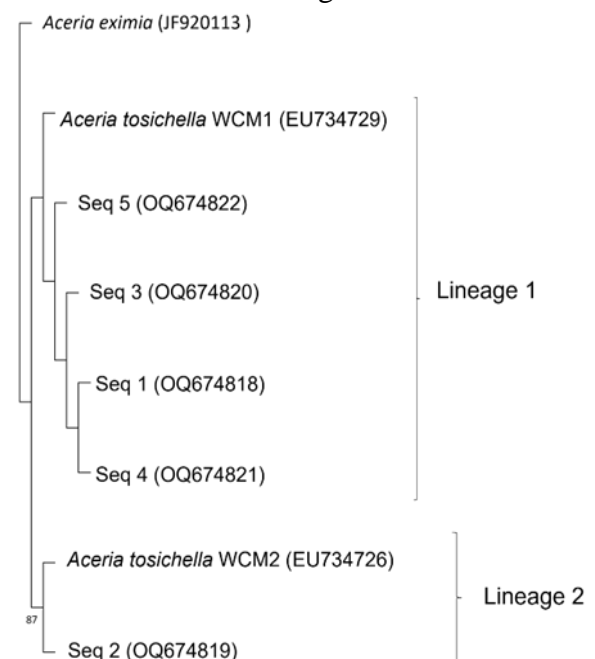 Aceria eximia (JF920113 )
Aceria tosichella WCM1 (EU734729)
Seq 5 (OQ674822)
Seq 3 (OQ674820)
Lineage 1
Seq 1 (OQ674818)
Seq 4 (OQ674821)
Aceria tosichella WCM2 (EU734726)
Lineage 2
87
Seq 2 (OQ674819)